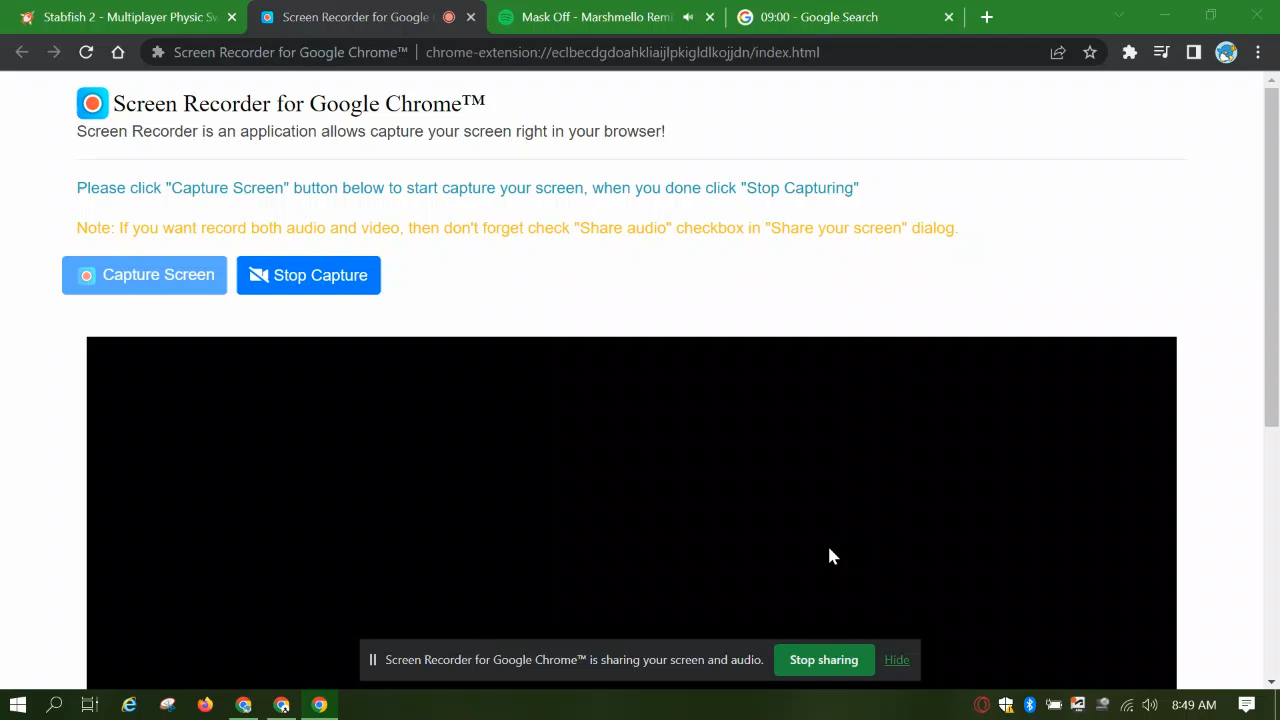 Stabfish 2 - Multiplayer Physic Sw
Screen Recorder for Google
Mask Off - Marshmello Remi
09:00 - Google Search
Screen Recorder for Google Chrome™
chrome-extension://eclbecdgdoahkliaijlpkigldlkojjdn/index.html
Screen Recorder for Google Chrome™
Screen Recorder is an application allows capture your screen right in your browser!
Please click "Capture Screen" button below to start capture your screen, when you done click "Stop Capturing"
Note: If you want record both audio and video, then don't forget check "Share audio" checkbox in "Share your screen" dialog.
Capture Screen
Stop Capture
Screen Recorder for Google Chrome™ is sharing your screen and audio.
Stop sharing
Hide
8:49 AM